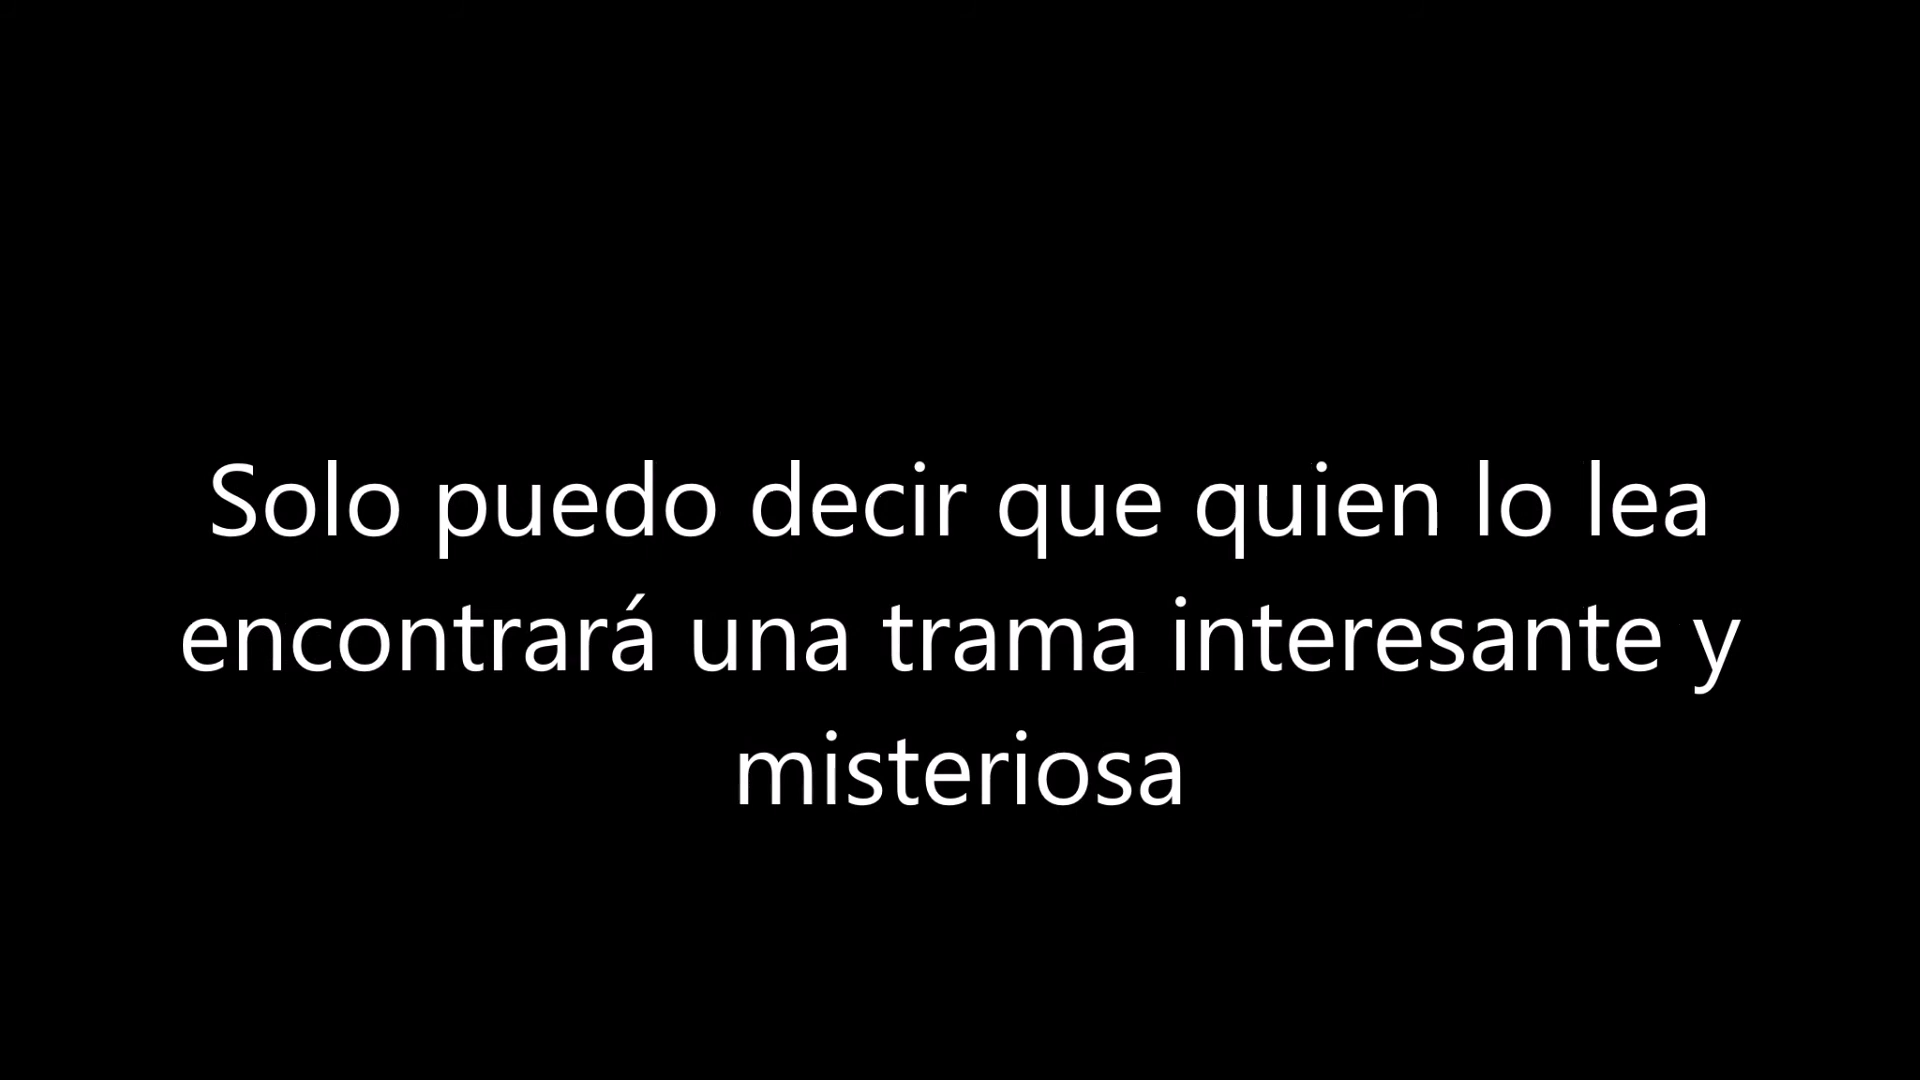 Solo puedo decir que quien lo lea
encontrará una trama interesante y
misteriosa